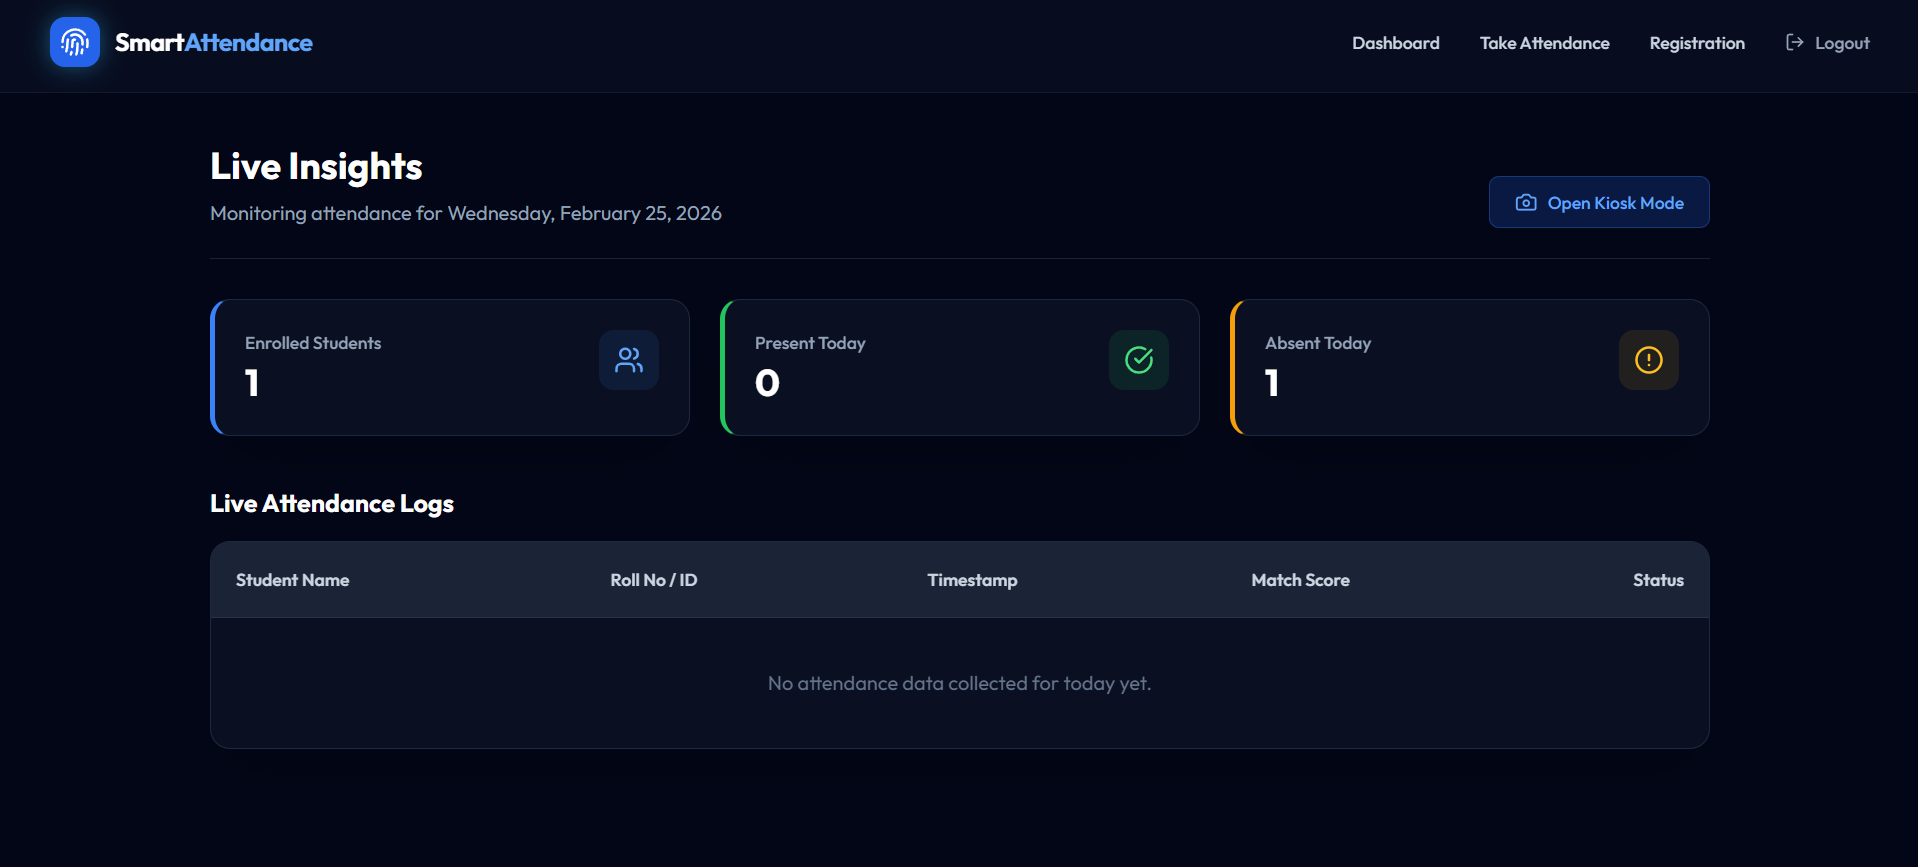 SmartAttendance
Dashboard
Take Attendance
Registration
Logout
Live Insights
Monitoring attendance for Wednesday, February 25, 2026
Open Kiosk Mode
Enrolled Students
1
Present Today
0
Absent Today
1
Live Attendance Logs
Student Name
Roll No / ID
Timestamp
Match Score
Status
No attendance data collected for today yet.